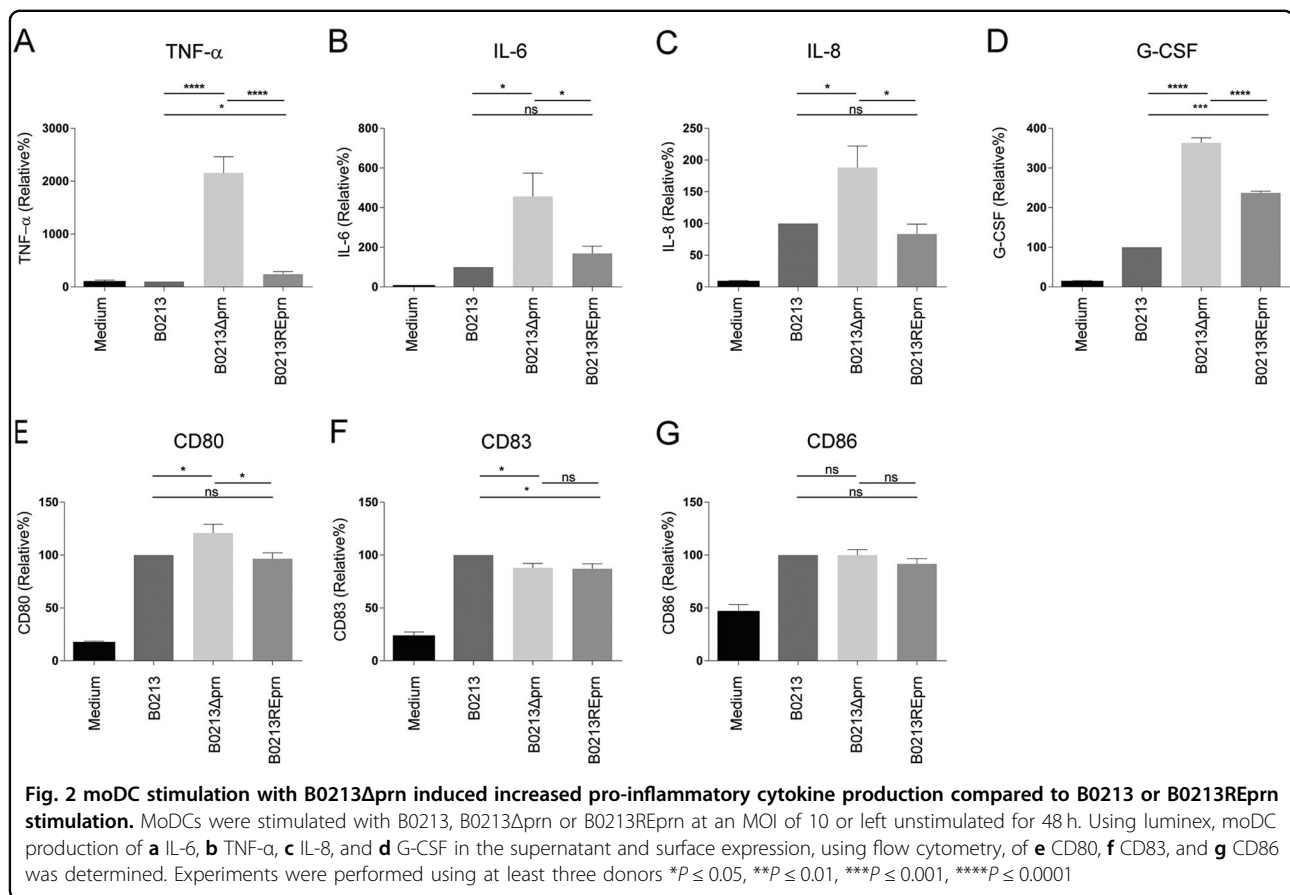 A
TNF-α
****
****
*
TNF-α (Relative%)
3000
2000
1000
0
Medium
B0213
B0213Δprn
B0213REprn
B
IL-6
*
*
ns
IL-6 (Relative%)
800
600
400
200
0
Medium
B0213
B0213Δprn
B0213REprn
C
IL-8
*
*
ns
IL-8 (Relative%)
250
200
150
100
50
0
Medium
B0213
B0213Δprn
B0213REprn
D
G-CSF
****
****
***
G-CSF (Relative%)
400
300
200
100
0
Medium
B0213
B0213Δprn
B0213REprn
E
CD80
*
*
ns
CD80 (Relative%)
150
100
50
0
Medium
B0213
B0213Δprn
B0213REprn
F
CD83
*
ns
*
CD83 (Relative%)
150
100
50
0
Medium
B0213
B0213Δprn
B0213REprn
G
CD86
ns
ns
ns
CD86 (Relative%)
150
100
50
0
Medium
B0213
B0213Δprn
B0213REprn
Fig. 2 moDC stimulation with B0213Δprn induced increased pro-inflammatory cytokine production compared to B0213 or B0213REprn
stimulation. MoDCs were stimulated with B0213, B0213Δprn or B0213REprn at an MOI of 10 or left unstimulated for 48 h. Using luminex, moDC
production of a IL-6, b TNF-α, c IL-8, and d G-CSF in the supernatant and surface expression, using flow cytometry, of e CD80, f CD83, and g CD86
was determined. Experiments were performed using at least three donors *P ≤ 0.05, **P ≤ 0.01, ***P ≤ 0.001, ****P ≤ 0.0001